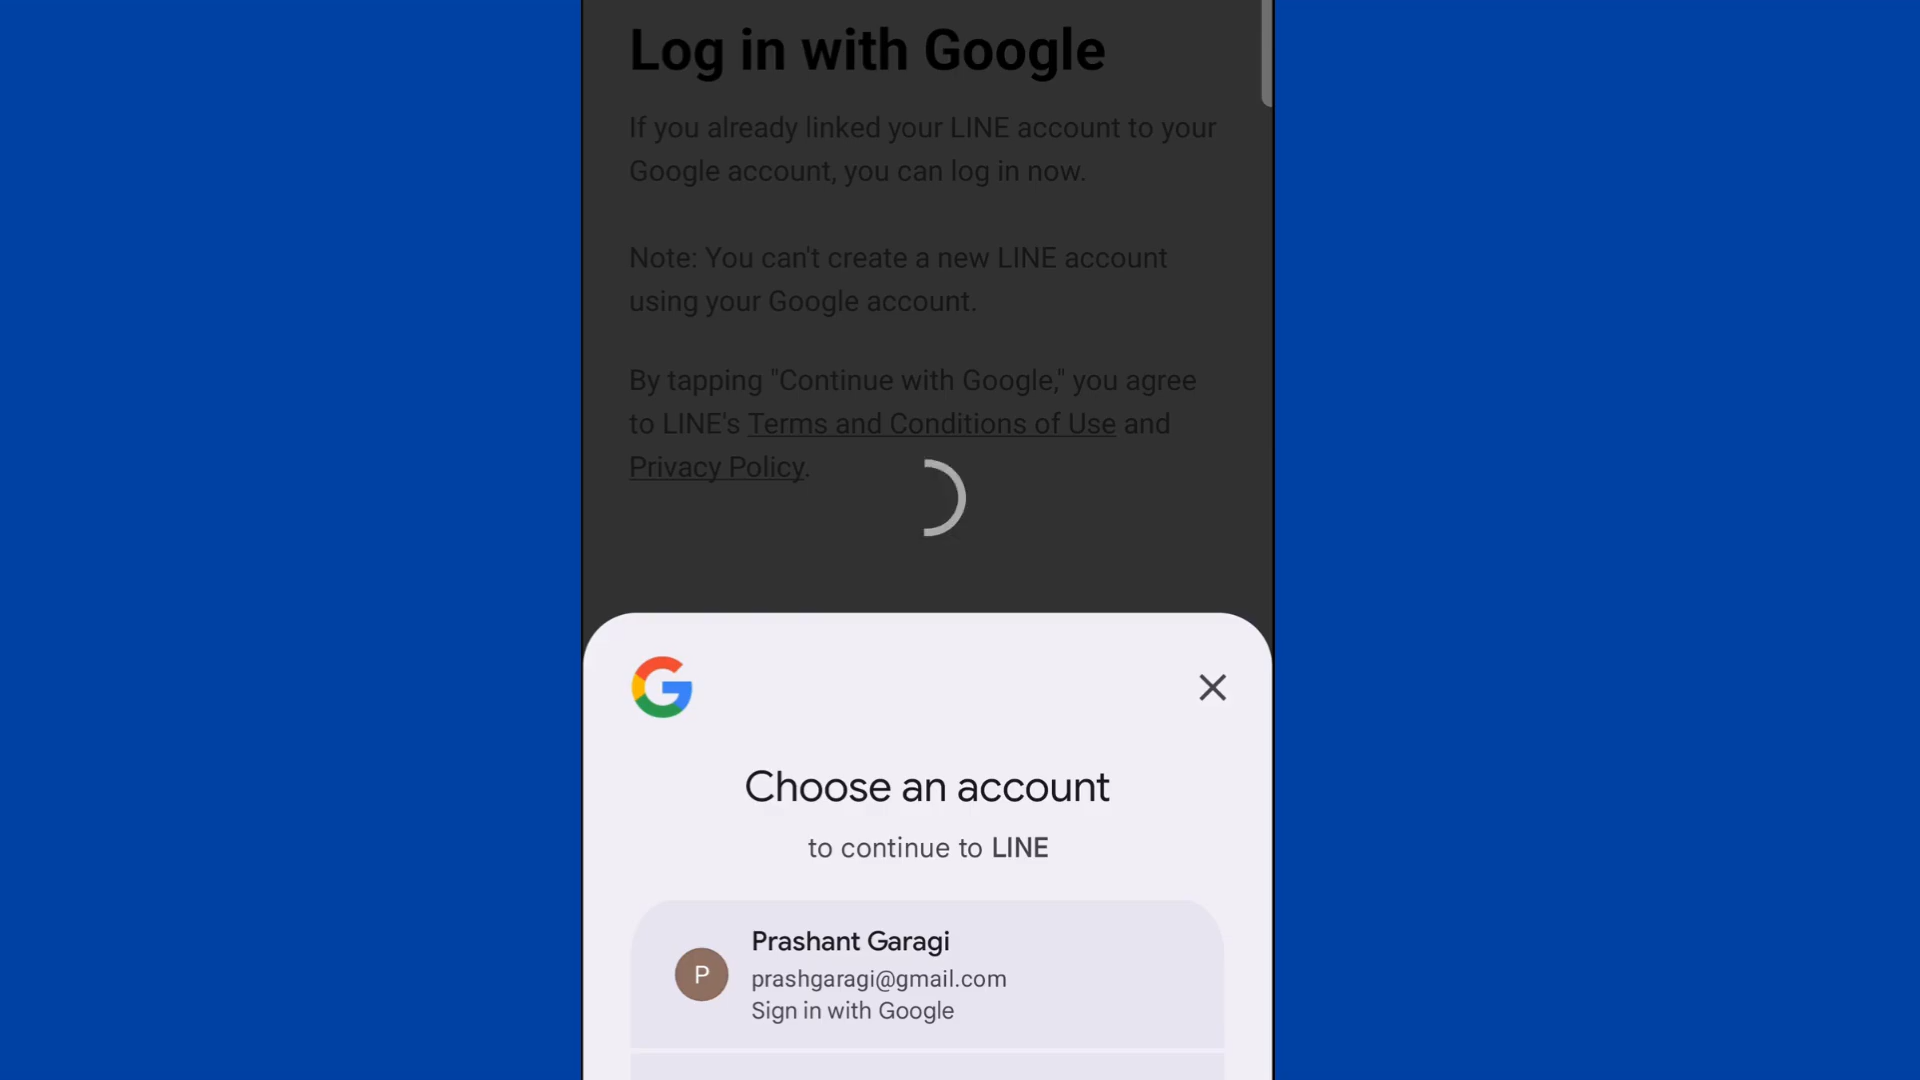 Log in with Google
If you already linked your LINE account to your
Google account, you can log in now.
Note: You can't create a new LINE account
using your Google account.
By tapping "Continue with Google," you agree
to LINE's Terms and Conditions of Use and
Privacy Policy.
Choose an account
to continue to LINE
P
Prashant Garagi
prashgaragi@gmail.com
Sign in with Google